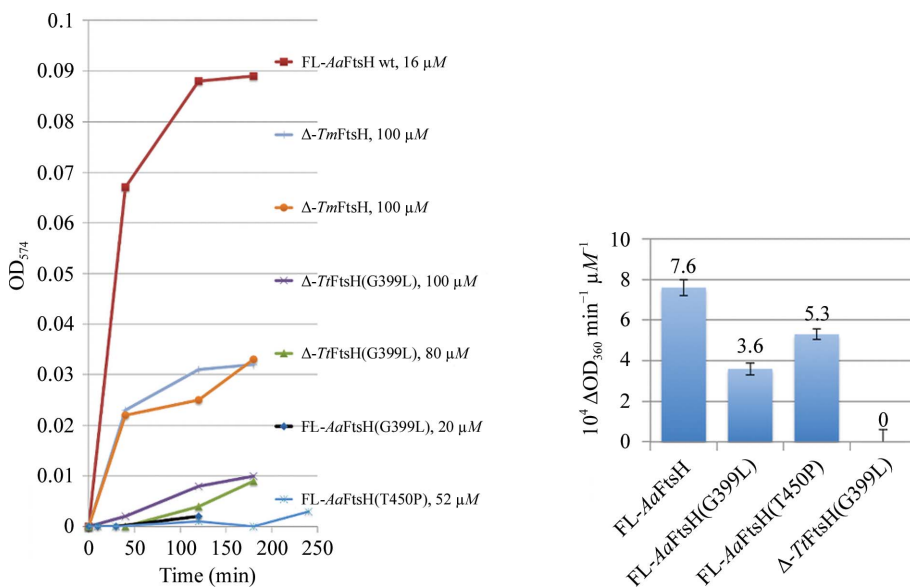 0.1
0.09
0.08
0.07
0.06
0.05
0.04
0.03
0.02
0.01
0
OD574
0 50 100 150 200 250
Time (min)
FL-AaFtsH wt, 16 µM
Δ-TmFtsH, 100 µM
Δ-TmFtsH, 100 µM
Δ-TtFtsH(G399L), 100 µM
Δ-TtFtsH(G399L), 80 µM
FL-AaFtsH(G399L), 20 µM
FL-AaFtsH(T450P), 52 µM
10⁴ ΔOD₃₆₀ min⁻¹ µM⁻¹
10
8
6
4
2
0
7.6
3.6
5.3
0
FL-AaFtsH
FL-AaFtsH(G399L)
FL-AaFtsH(T450P)
Δ-TtFtsH(G399L)